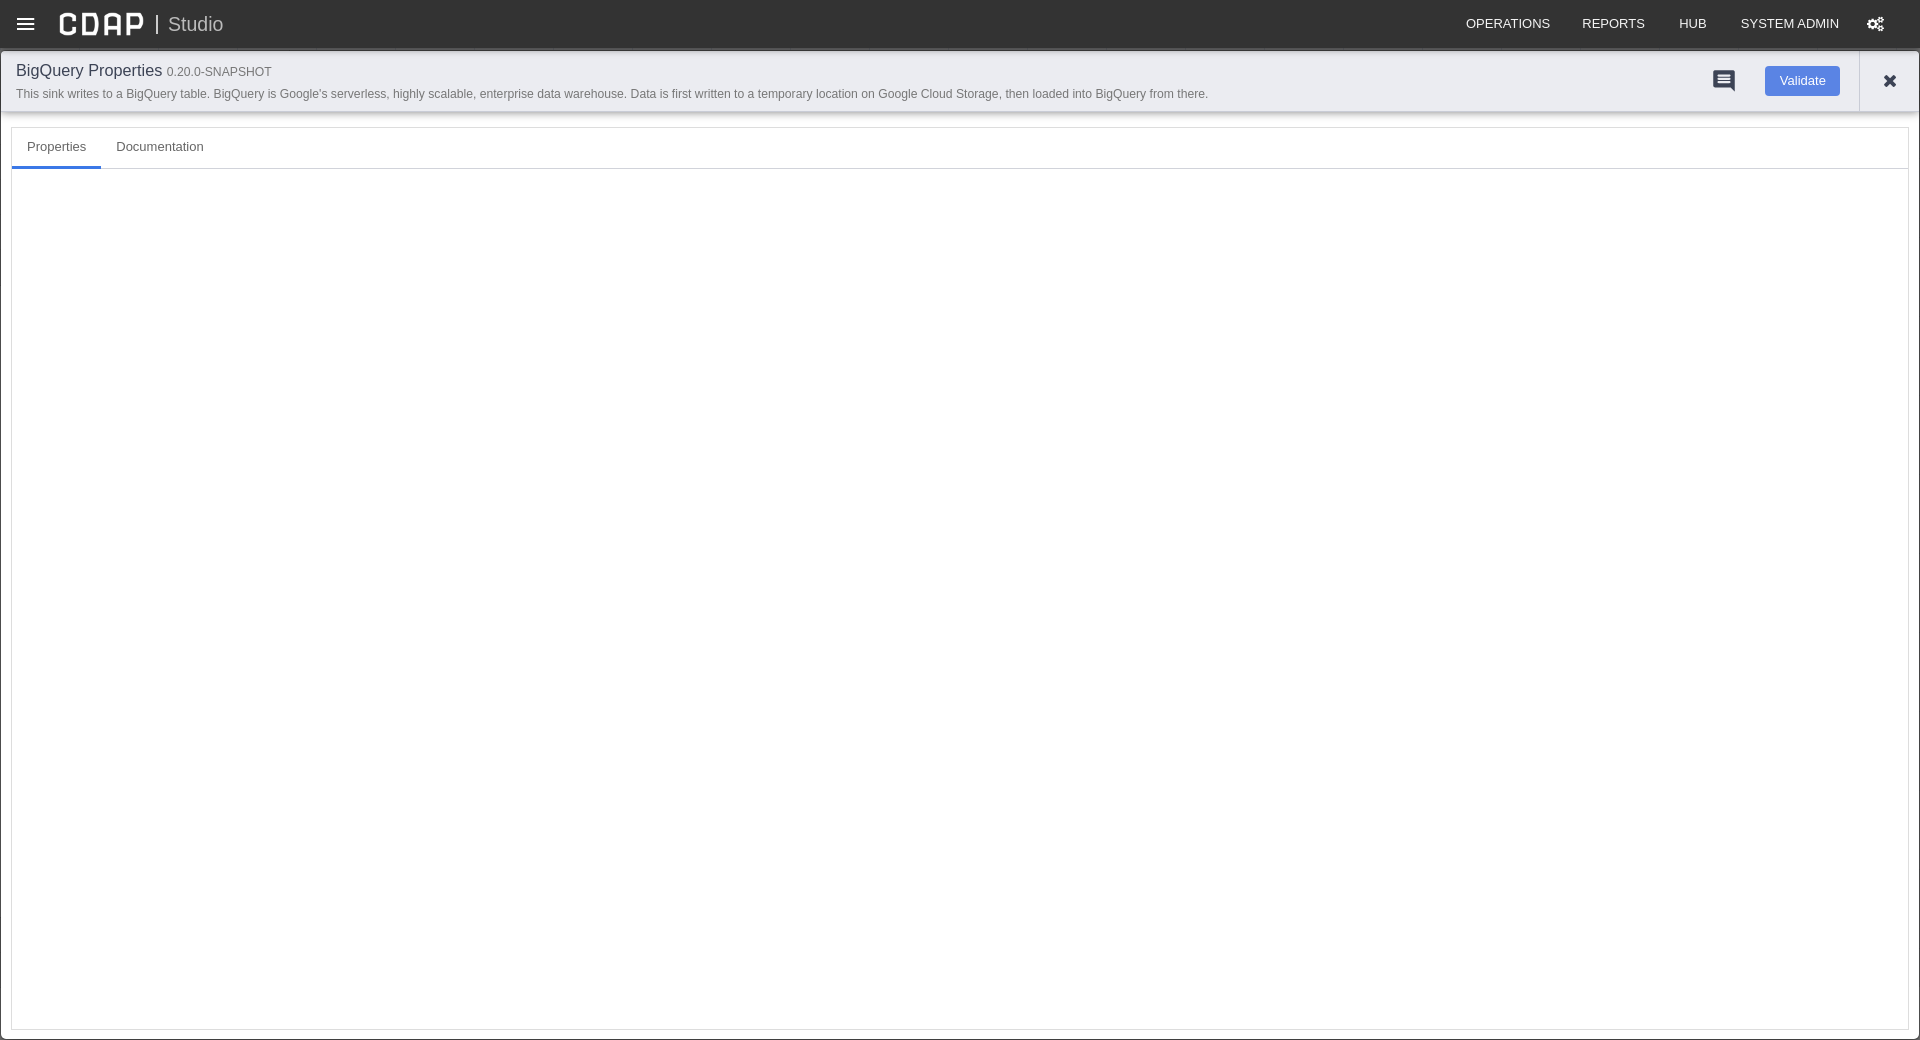 CDAP | Studio
OPERATIONS
REPORTS
HUB
SYSTEM ADMIN
BigQuery Properties 0.20.0-SNAPSHOT
This sink writes to a BigQuery table. BigQuery is Google's serverless, highly scalable, enterprise data warehouse. Data is first written to a temporary location on Google Cloud Storage, then loaded into BigQuery from there.
Validate
Properties
Documentation